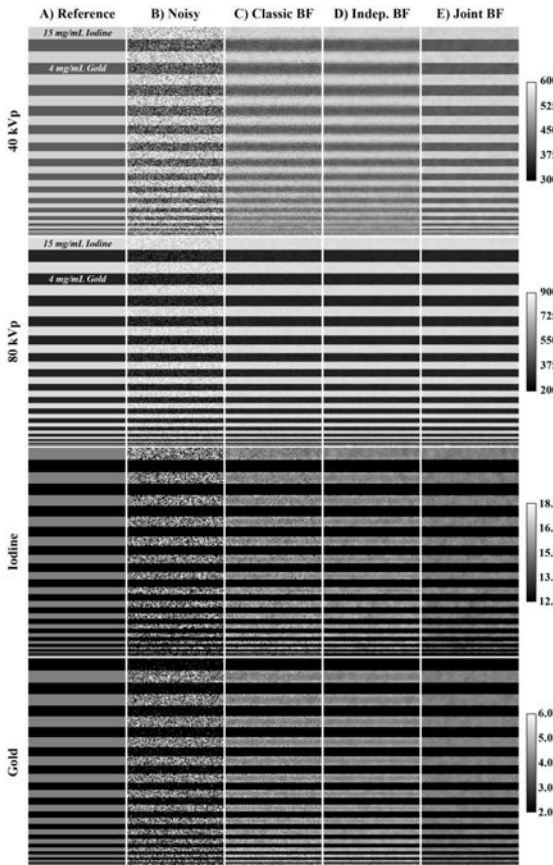 A) Reference B) Noisy C) Classic BF D) Indep. BF E) Joint BF
15 mg/mL Iodine
4 mg/mL Gold
40 kVp
600
525
450
375
300
15 mg/mL Iodine
4 mg/mL Gold
80 kVp
900
725
550
375
200
Iodine
18.
16.
15.
13.
12.
Gold
6.0
5.0
4.0
3.0
2.0